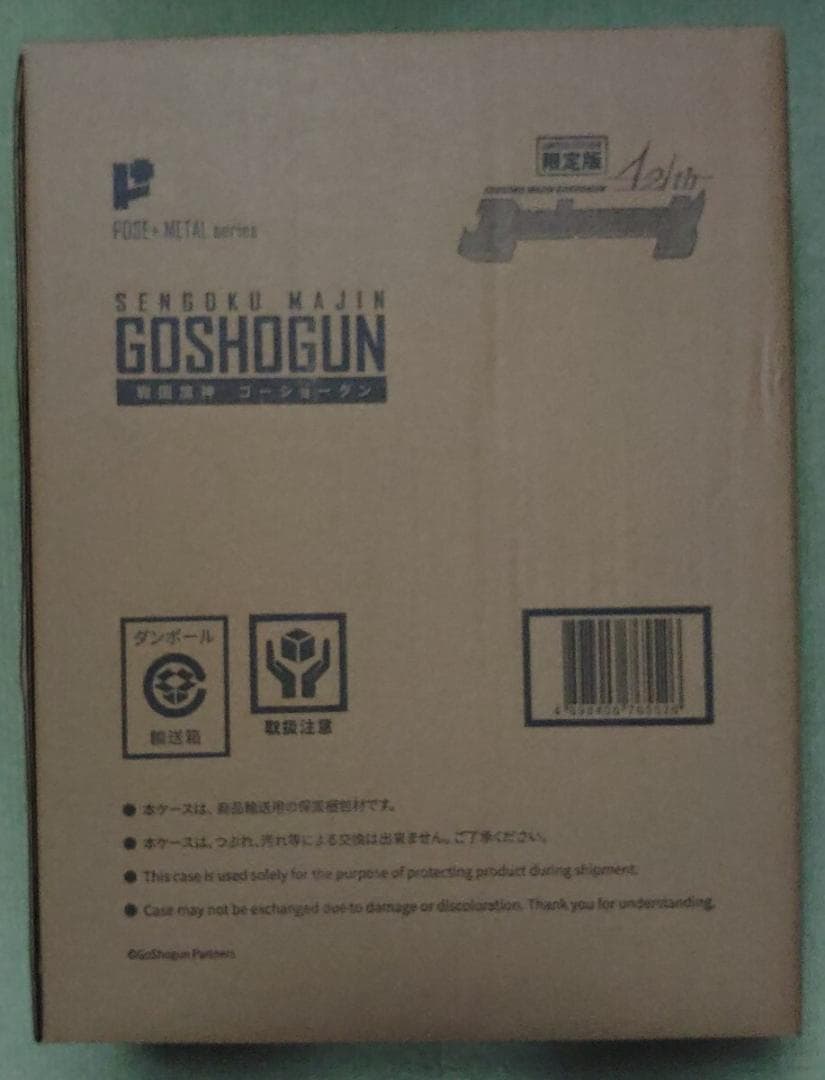 限定版
POSE+ METAL series
SENGOKU MAJIN
GOSHOGUN
戦国魔神 ゴーショーグン
ダンボール
輸送箱
取扱注意
● 本ケースは、商品輸送用の保護梱包材です。
● 本ケースは、つぶれ、汚れ等による交換は出来ません。ご了承ください。
● This case is used solely for the purpose of protecting product during shipment.
● Case may not be exchanged due to damage or discoloration. Thank you for understanding.
©GoShogun Partners